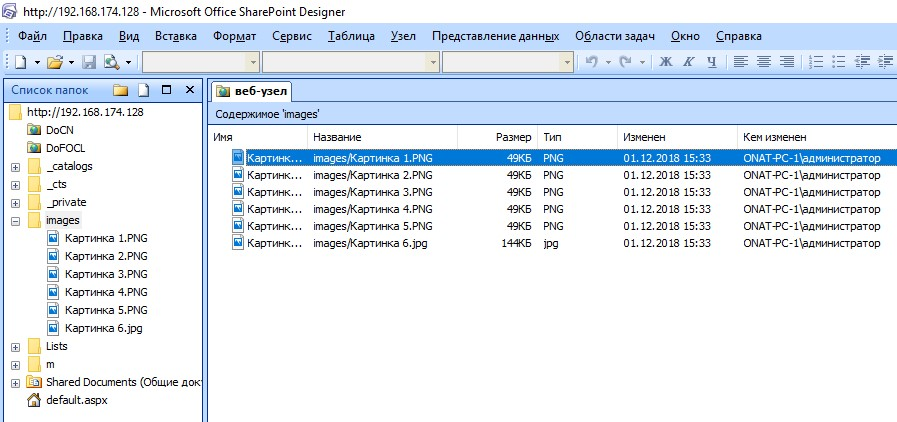 http://192.168.174.128 - Microsoft Office SharePoint Designer
Файл Правка Вид Вставка Формат Сервис Таблица Узел Представление данных Области задач Окно Справка
Ж К Ч
Список папок
http://192.168.174.128
DoCN
DoFOCL
_catalogs
_cts
_private
images
Картинка 1.PNG
Картинка 2.PNG
Картинка 3.PNG
Картинка 4.PNG
Картинка 5.PNG
Картинка 6.jpg
Lists
m
Shared Documents (Общие док
default.aspx
веб-узел
Содержимое 'images'
Имя Название Размер Тип Изменен Кем изменен
Картинк... images/Картинка 1.PNG 49КБ PNG 01.12.2018 15:33 ONAT-PC-1\администратор
Картинк... images/Картинка 2.PNG 49КБ PNG 01.12.2018 15:33 ONAT-PC-1\администратор
Картинк... images/Картинка 3.PNG 49КБ PNG 01.12.2018 15:33 ONAT-PC-1\администратор
Картинк... images/Картинка 4.PNG 49КБ PNG 01.12.2018 15:33 ONAT-PC-1\администратор
Картинк... images/Картинка 5.PNG 49КБ PNG 01.12.2018 15:33 ONAT-PC-1\администратор
Картинк... images/Картинка 6.jpg 144КБ jpg 01.12.2018 15:33 ONAT-PC-1\администратор